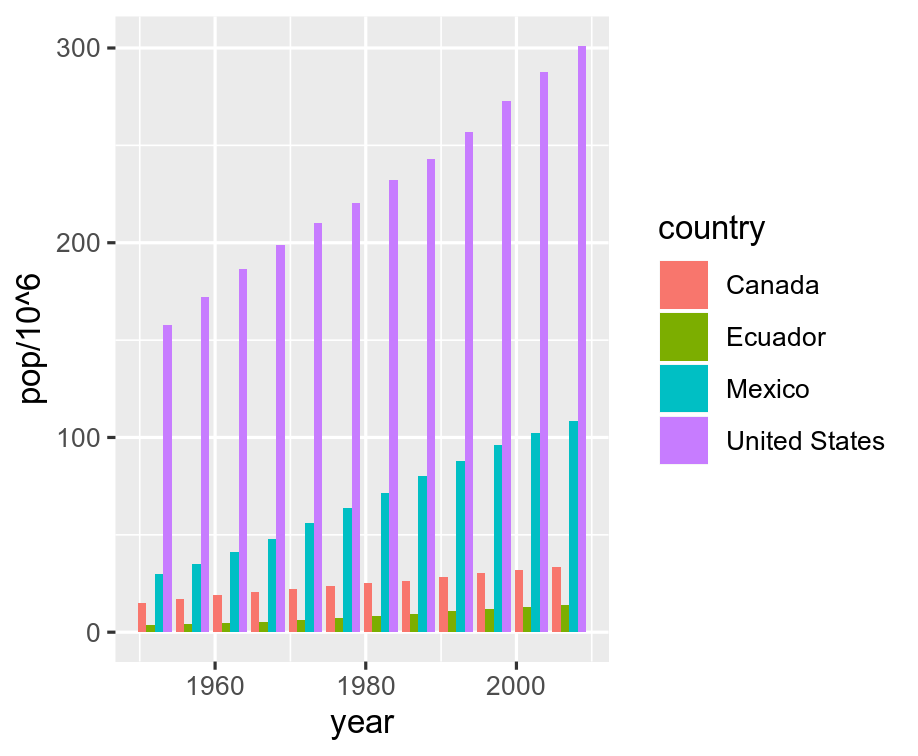 300
200
100
0
pop/10^6
1960
1980
2000
year
country
Canada
Ecuador
Mexico
United States